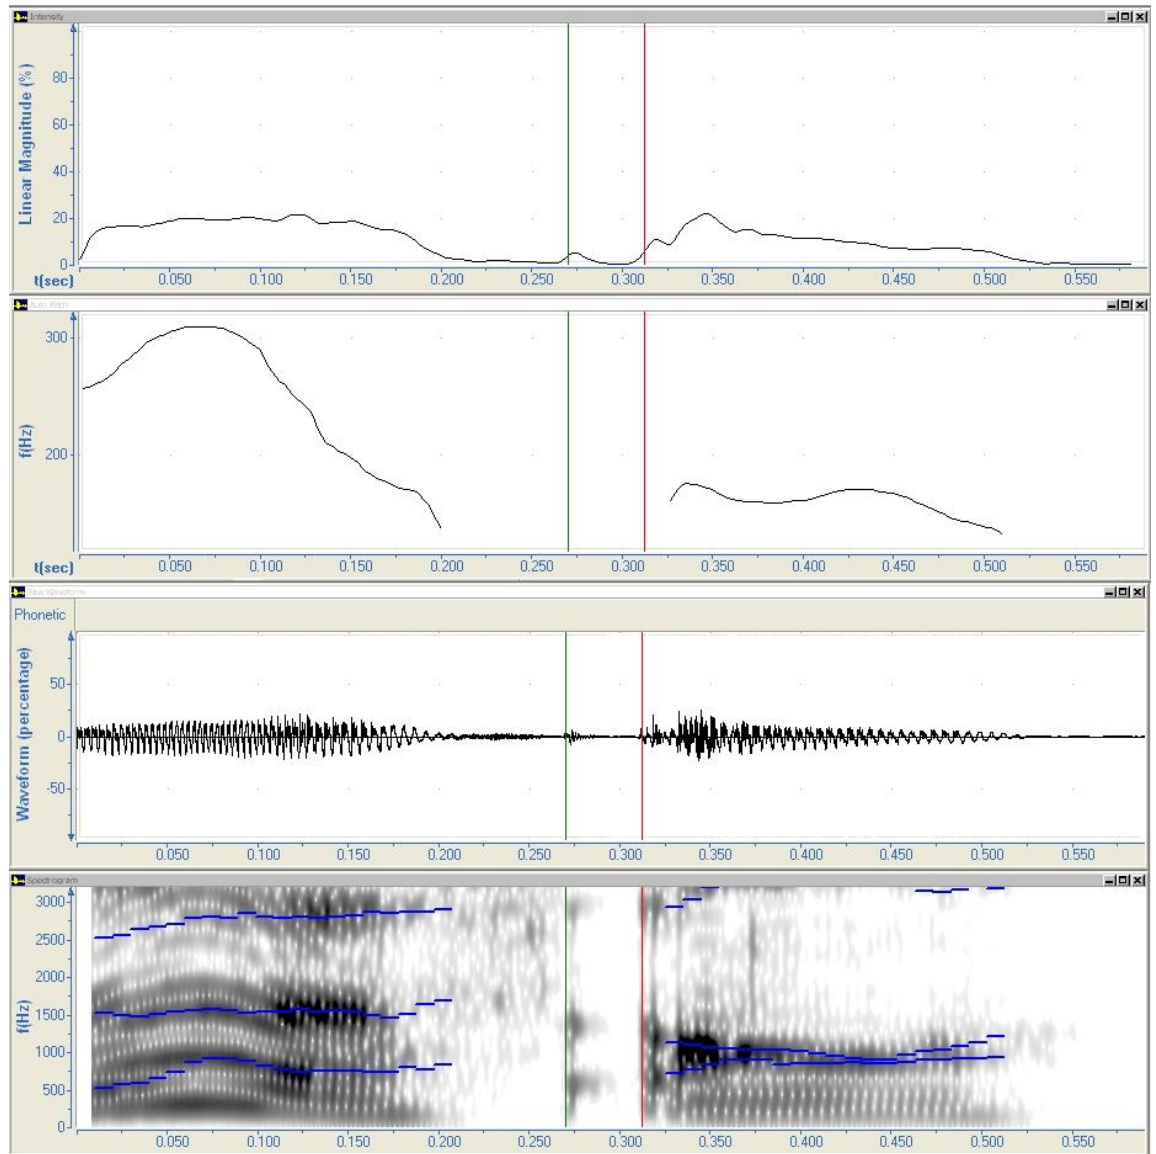 Intensity
Linear Magnitude (%)
80
60
40
20
0
t(sec) 0.050 0.100 0.150 0.200 0.250 0.300 0.350 0.400 0.450 0.500 0.550
Auto Pitch
f(Hz)
300
200
t(sec) 0.050 0.100 0.150 0.200 0.250 0.300 0.350 0.400 0.450 0.500 0.550
Raw Waveform
Phonetic
Waveform (percentage)
50
0
-50
0.050 0.100 0.150 0.200 0.250 0.300 0.350 0.400 0.450 0.500 0.550
Spectrogram
f(Hz)
3000
2500
2000
1500
1000
500
0
0.050 0.100 0.150 0.200 0.250 0.300 0.350 0.400 0.450 0.500 0.550